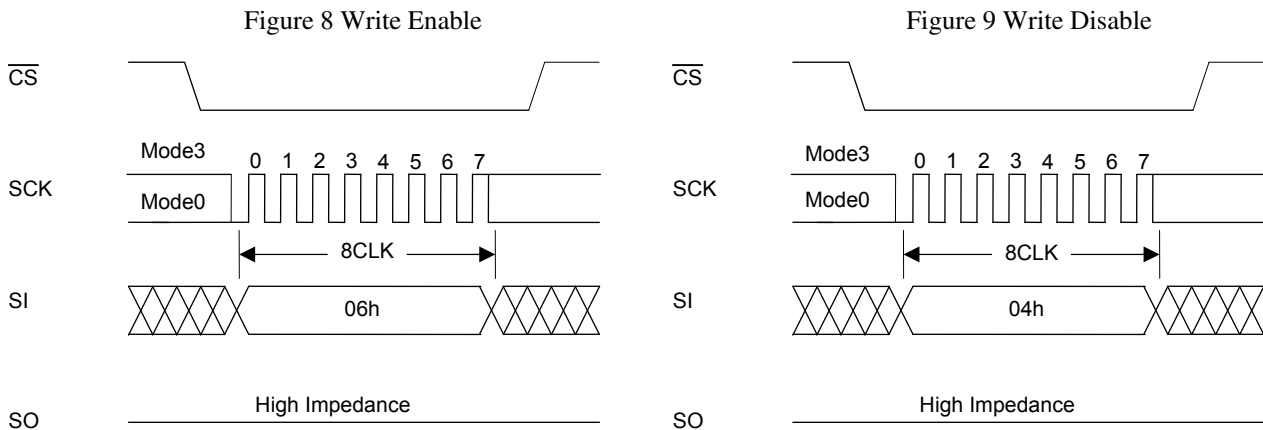 Figure 8 Write Enable
CS
Mode3
0 1 2 3 4 5 6 7
SCK
Mode0
8CLK
SI
06h
High Impedance
SO
Figure 9 Write Disable
CS
Mode3
0 1 2 3 4 5 6 7
SCK
Mode0
8CLK
SI
04h
High Impedance
SO